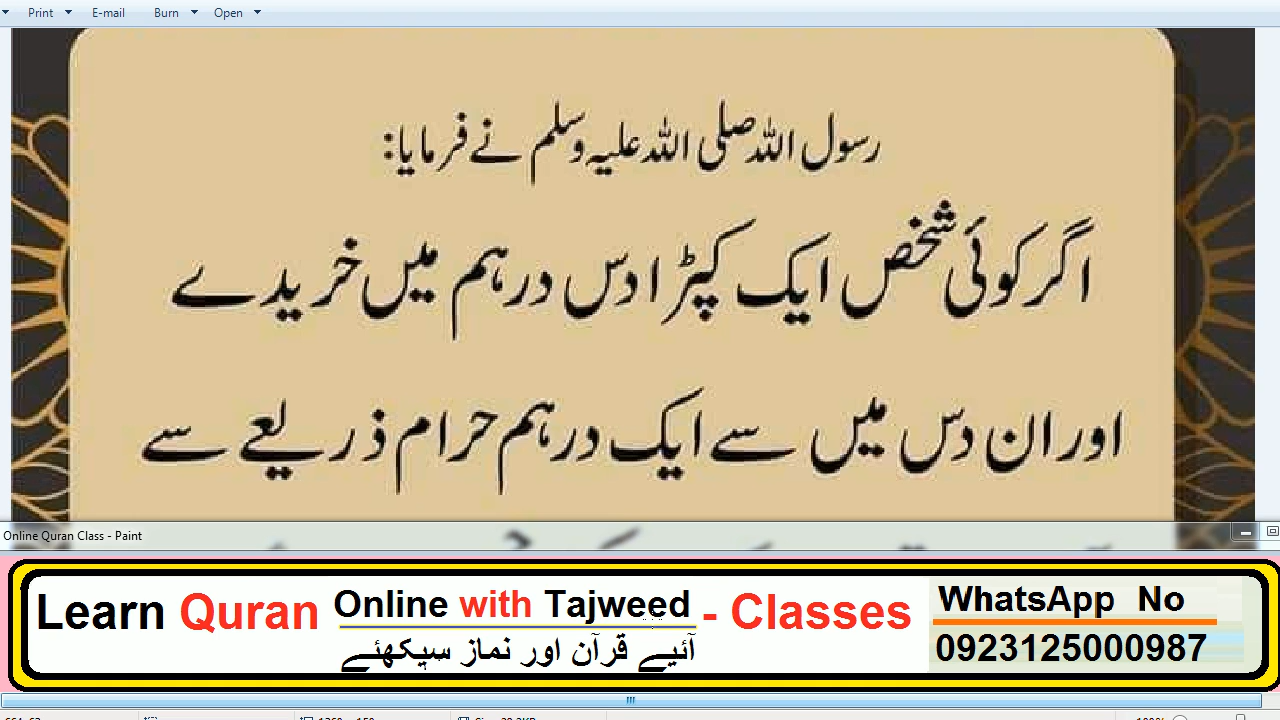 Print E-mail Burn Open
رسول اللہ صلی اللہ علیہ وسلم نے فرمایا:
اگر کوئی شخص ایک کپڑا دس درہم میں خریدے
اور ان دس میں سے ایک درہم حرام ذریعے سے
Online Quran Class - Paint
Learn Quran Online with Tajweed - Classes
آئیے قرآن اور نماز سیکھئے
WhatsApp No
0923125000987